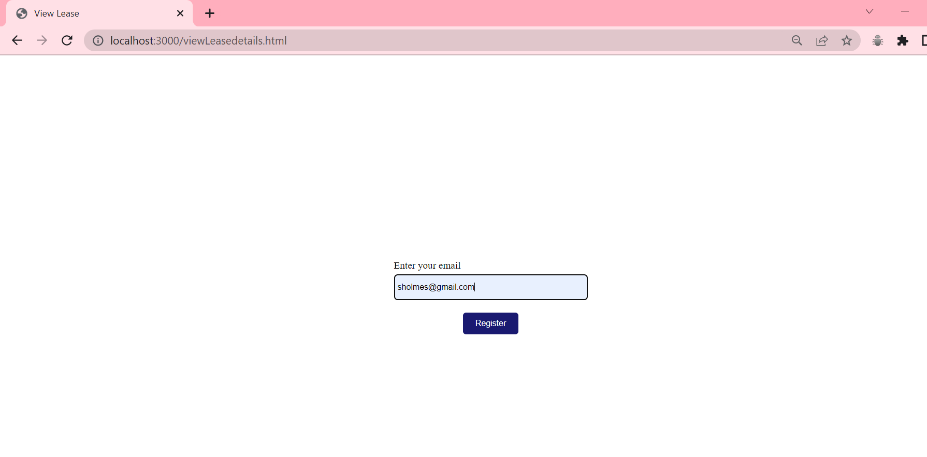 View Lease
localhost:3000/viewLeasedetails.html
Enter your email
sholmes@gmail.com
Register